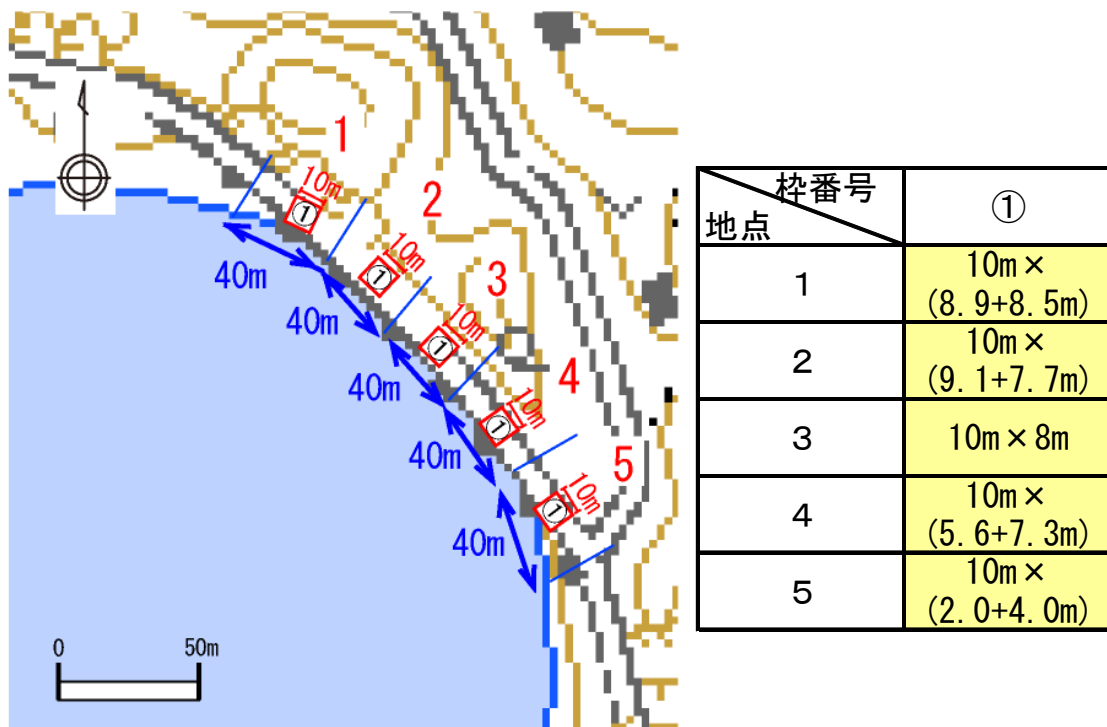 1
10m
①
2
40m
10m
①
3
40m
10m
①
4
40m
10m
①
5
40m
10m
①
40m
0 50m
枠番号
地点
①
1
10m×
(8.9+8.5m)
2
10m×
(9.1+7.7m)
3
10m×8m
4
10m×
(5.6+7.3m)
5
10m×
(2.0+4.0m)